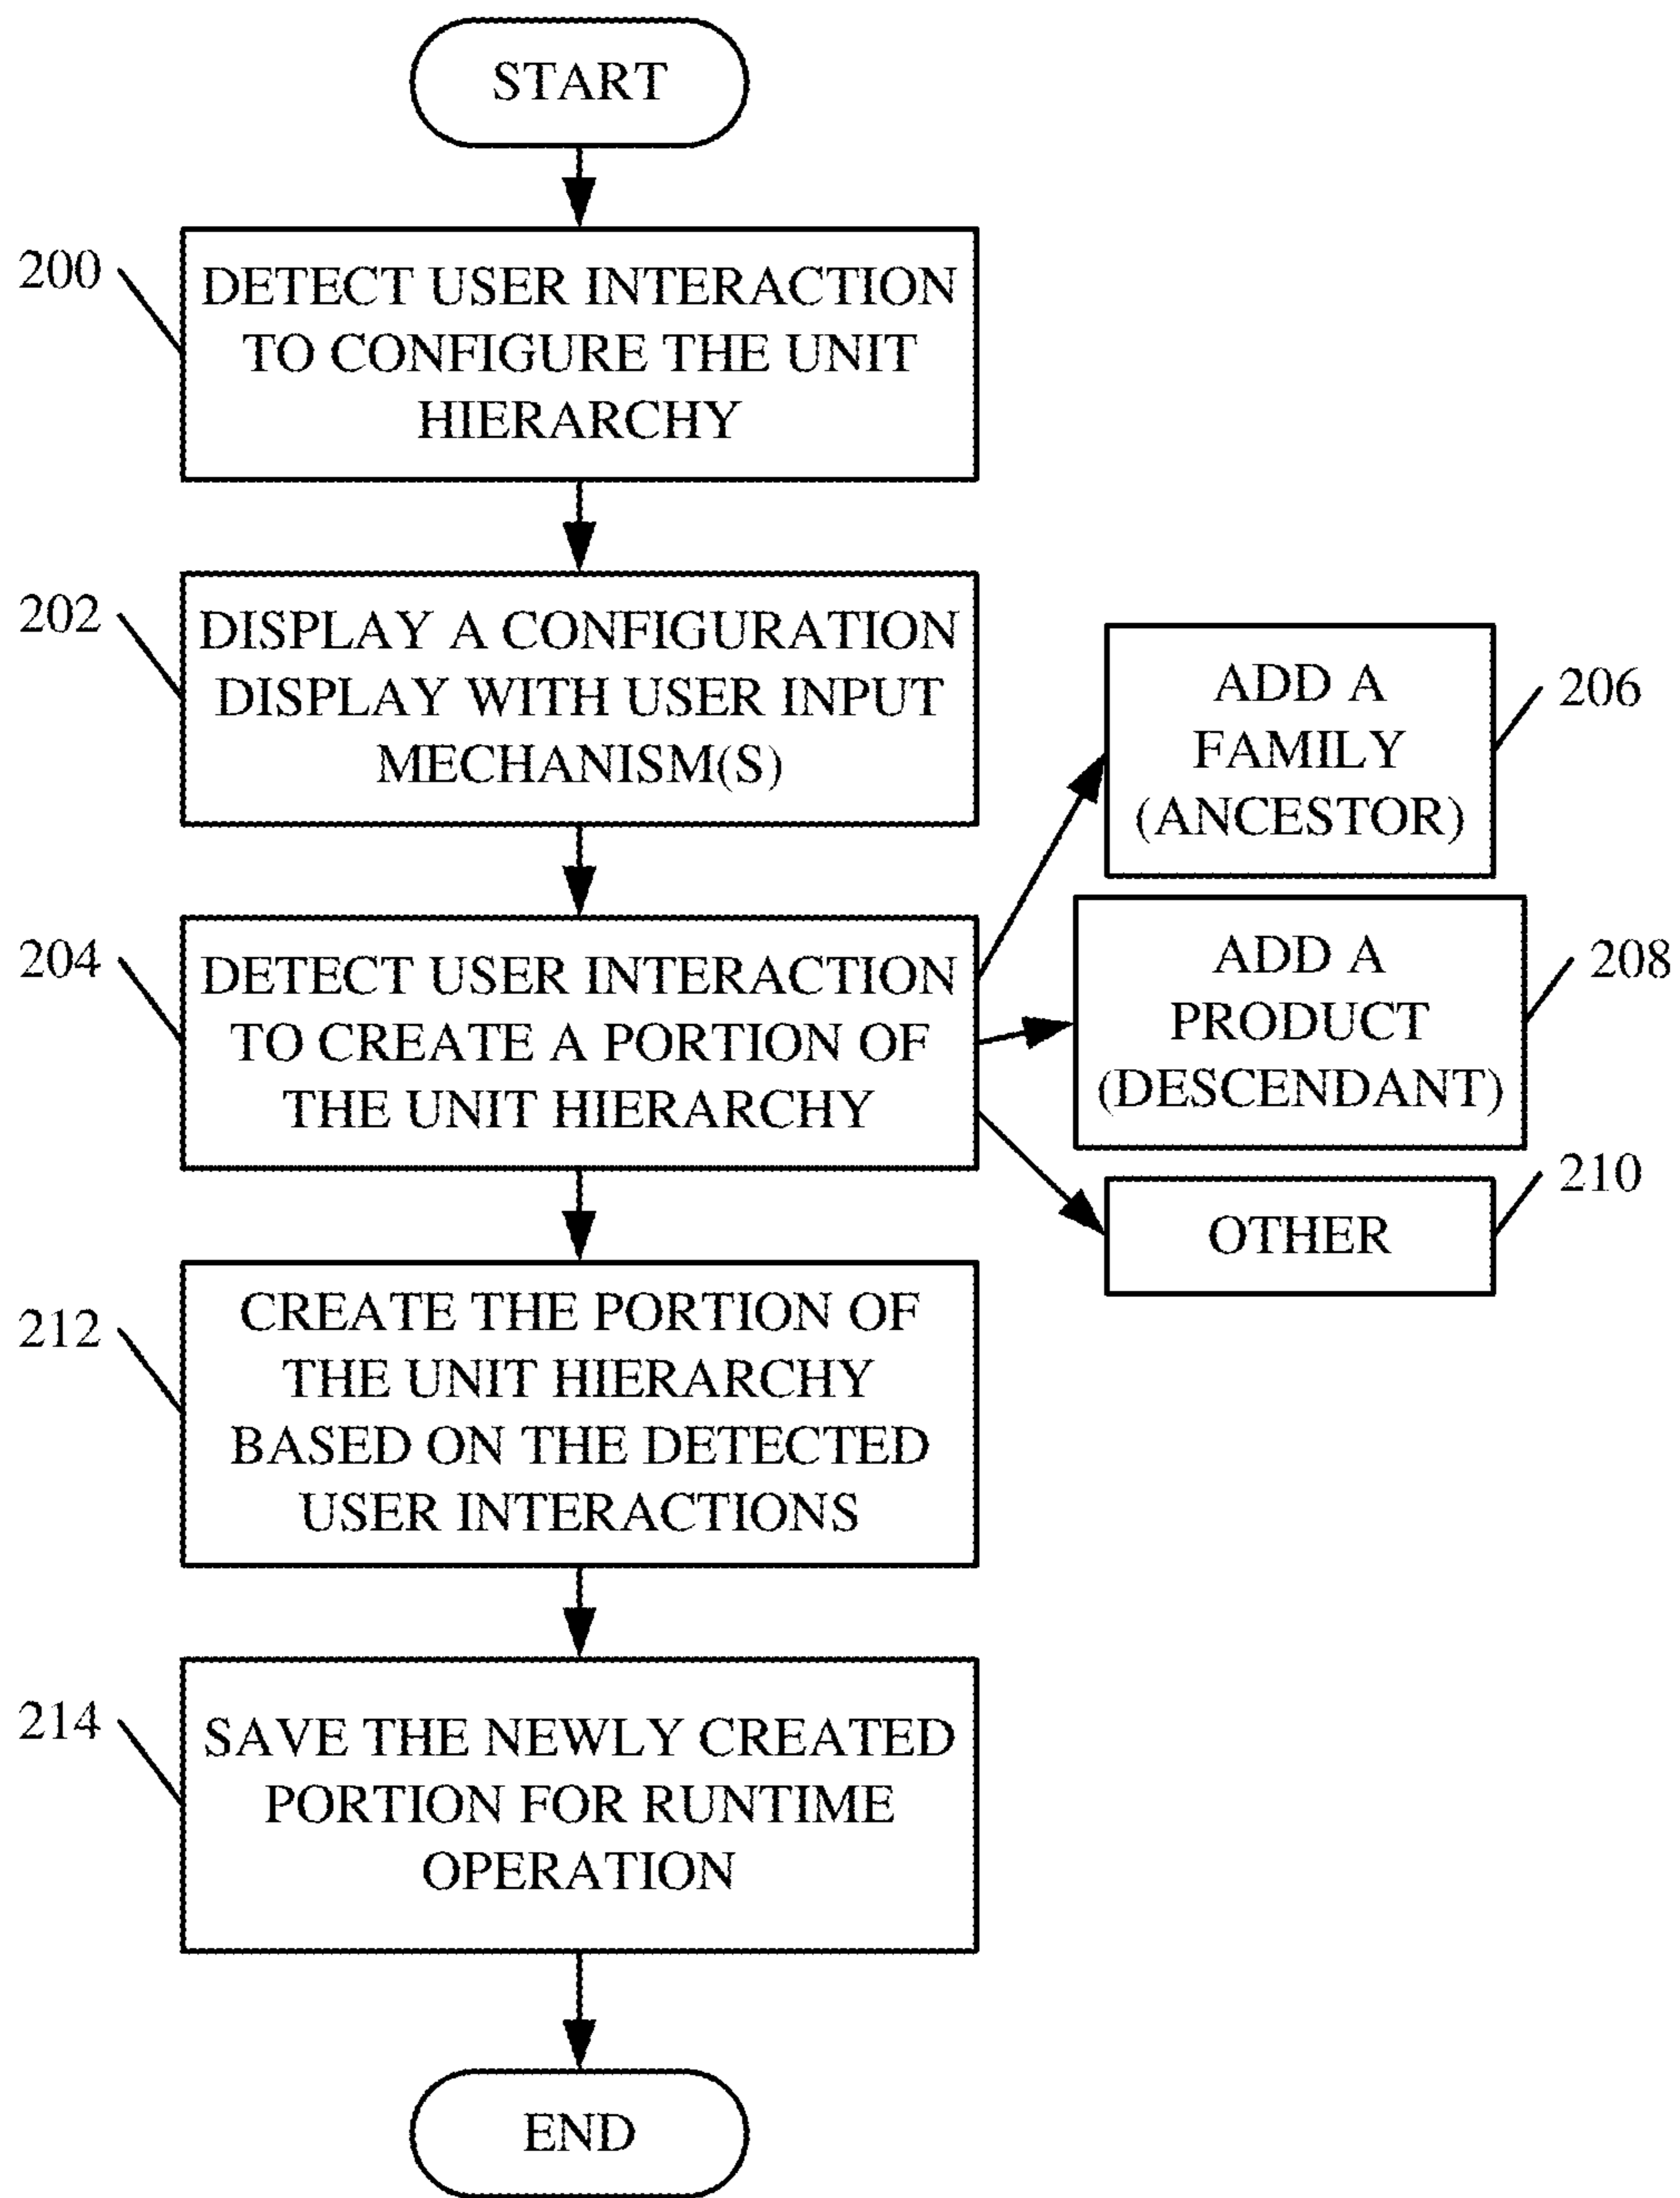 START
200
DETECT USER INTERACTION
TO CONFIGURE THE UNIT
HIERARCHY
202
DISPLAY A CONFIGURATION
DISPLAY WITH USER INPUT
MECHANISM(S)
204
DETECT USER INTERACTION
TO CREATE A PORTION OF
THE UNIT HIERARCHY
ADD A
FAMILY
(ANCESTOR)
206
ADD A
PRODUCT
(DESCENDANT)
208
OTHER
210
212
CREATE THE PORTION OF
THE UNIT HIERARCHY
BASED ON THE DETECTED
USER INTERACTIONS
214
SAVE THE NEWLY CREATED
PORTION FOR RUNTIME
OPERATION
END